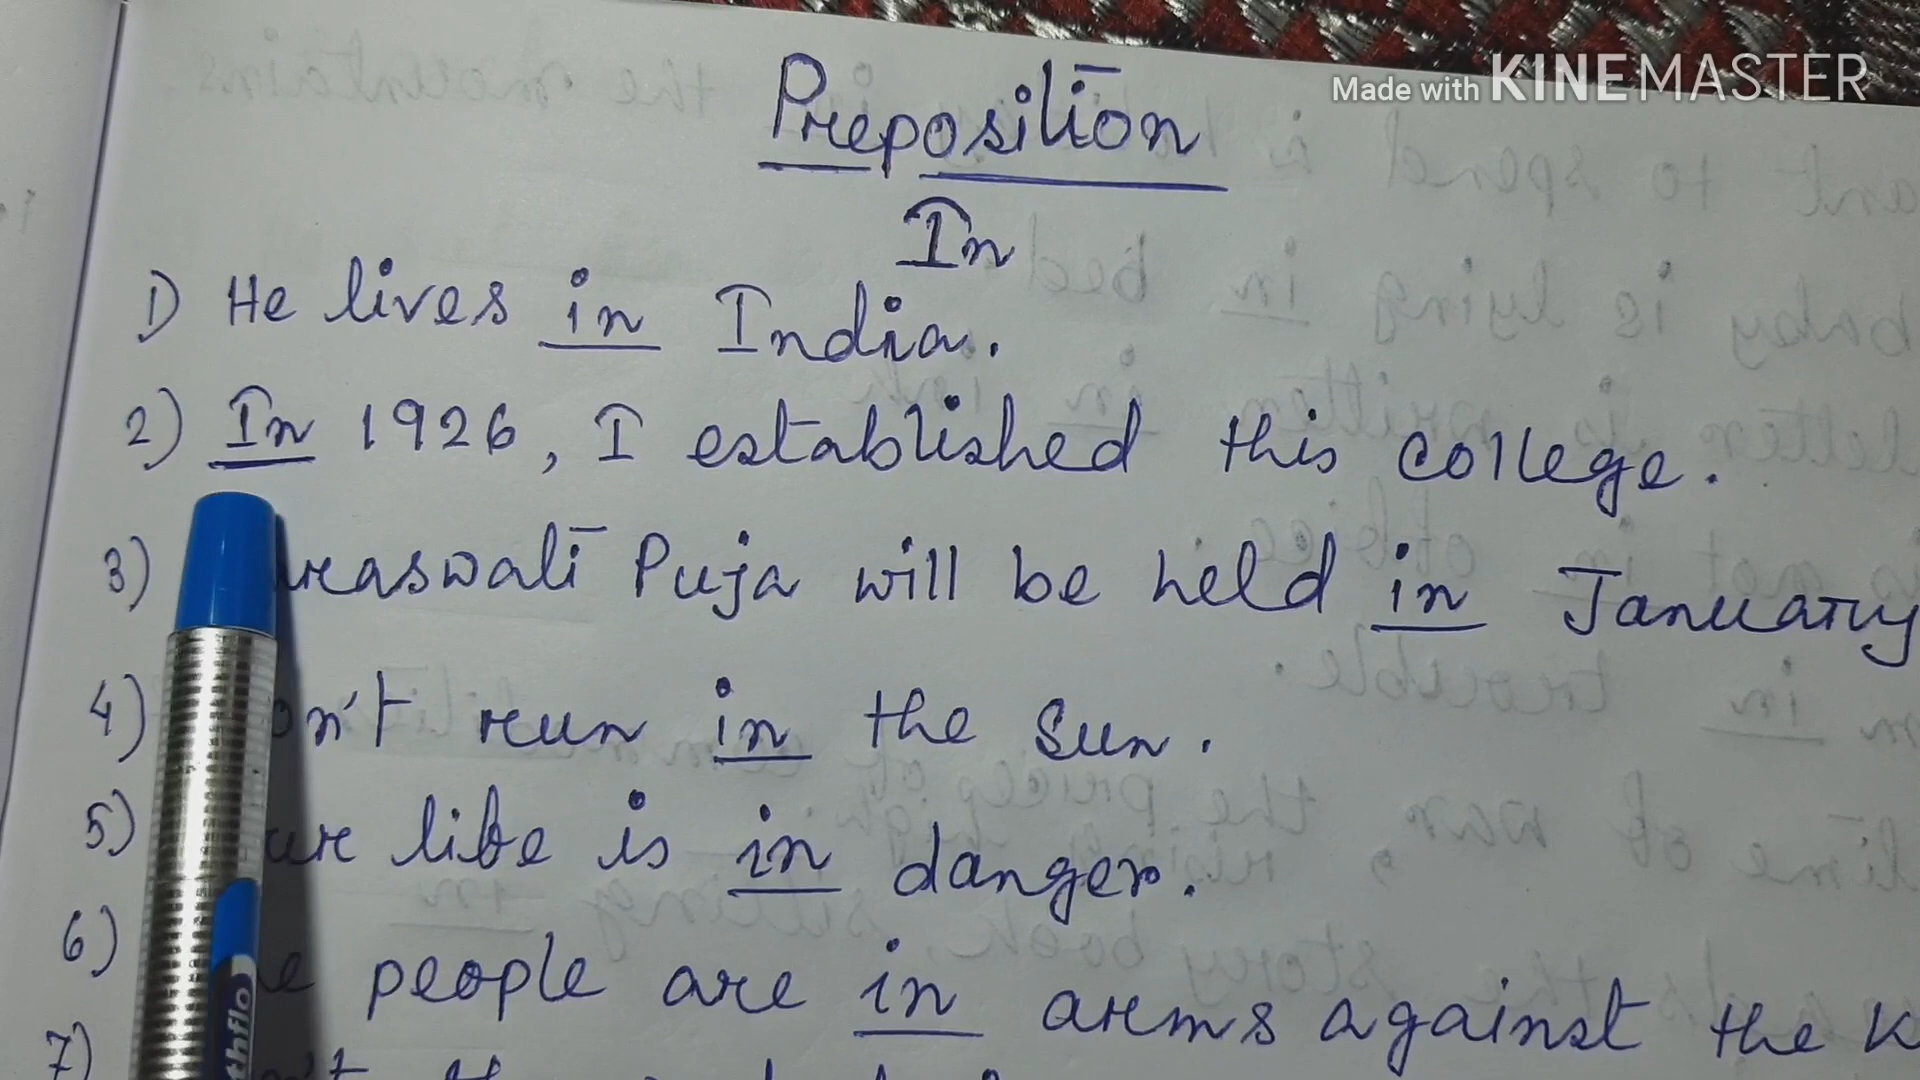 Made with KINEMASTER
Preposition
In
1) He lives in India.
2) In 1926, I established this college.
3) Puja will be held in January
4) run in the sun.
5) life is in danger.
6) people are in arms against the
7)